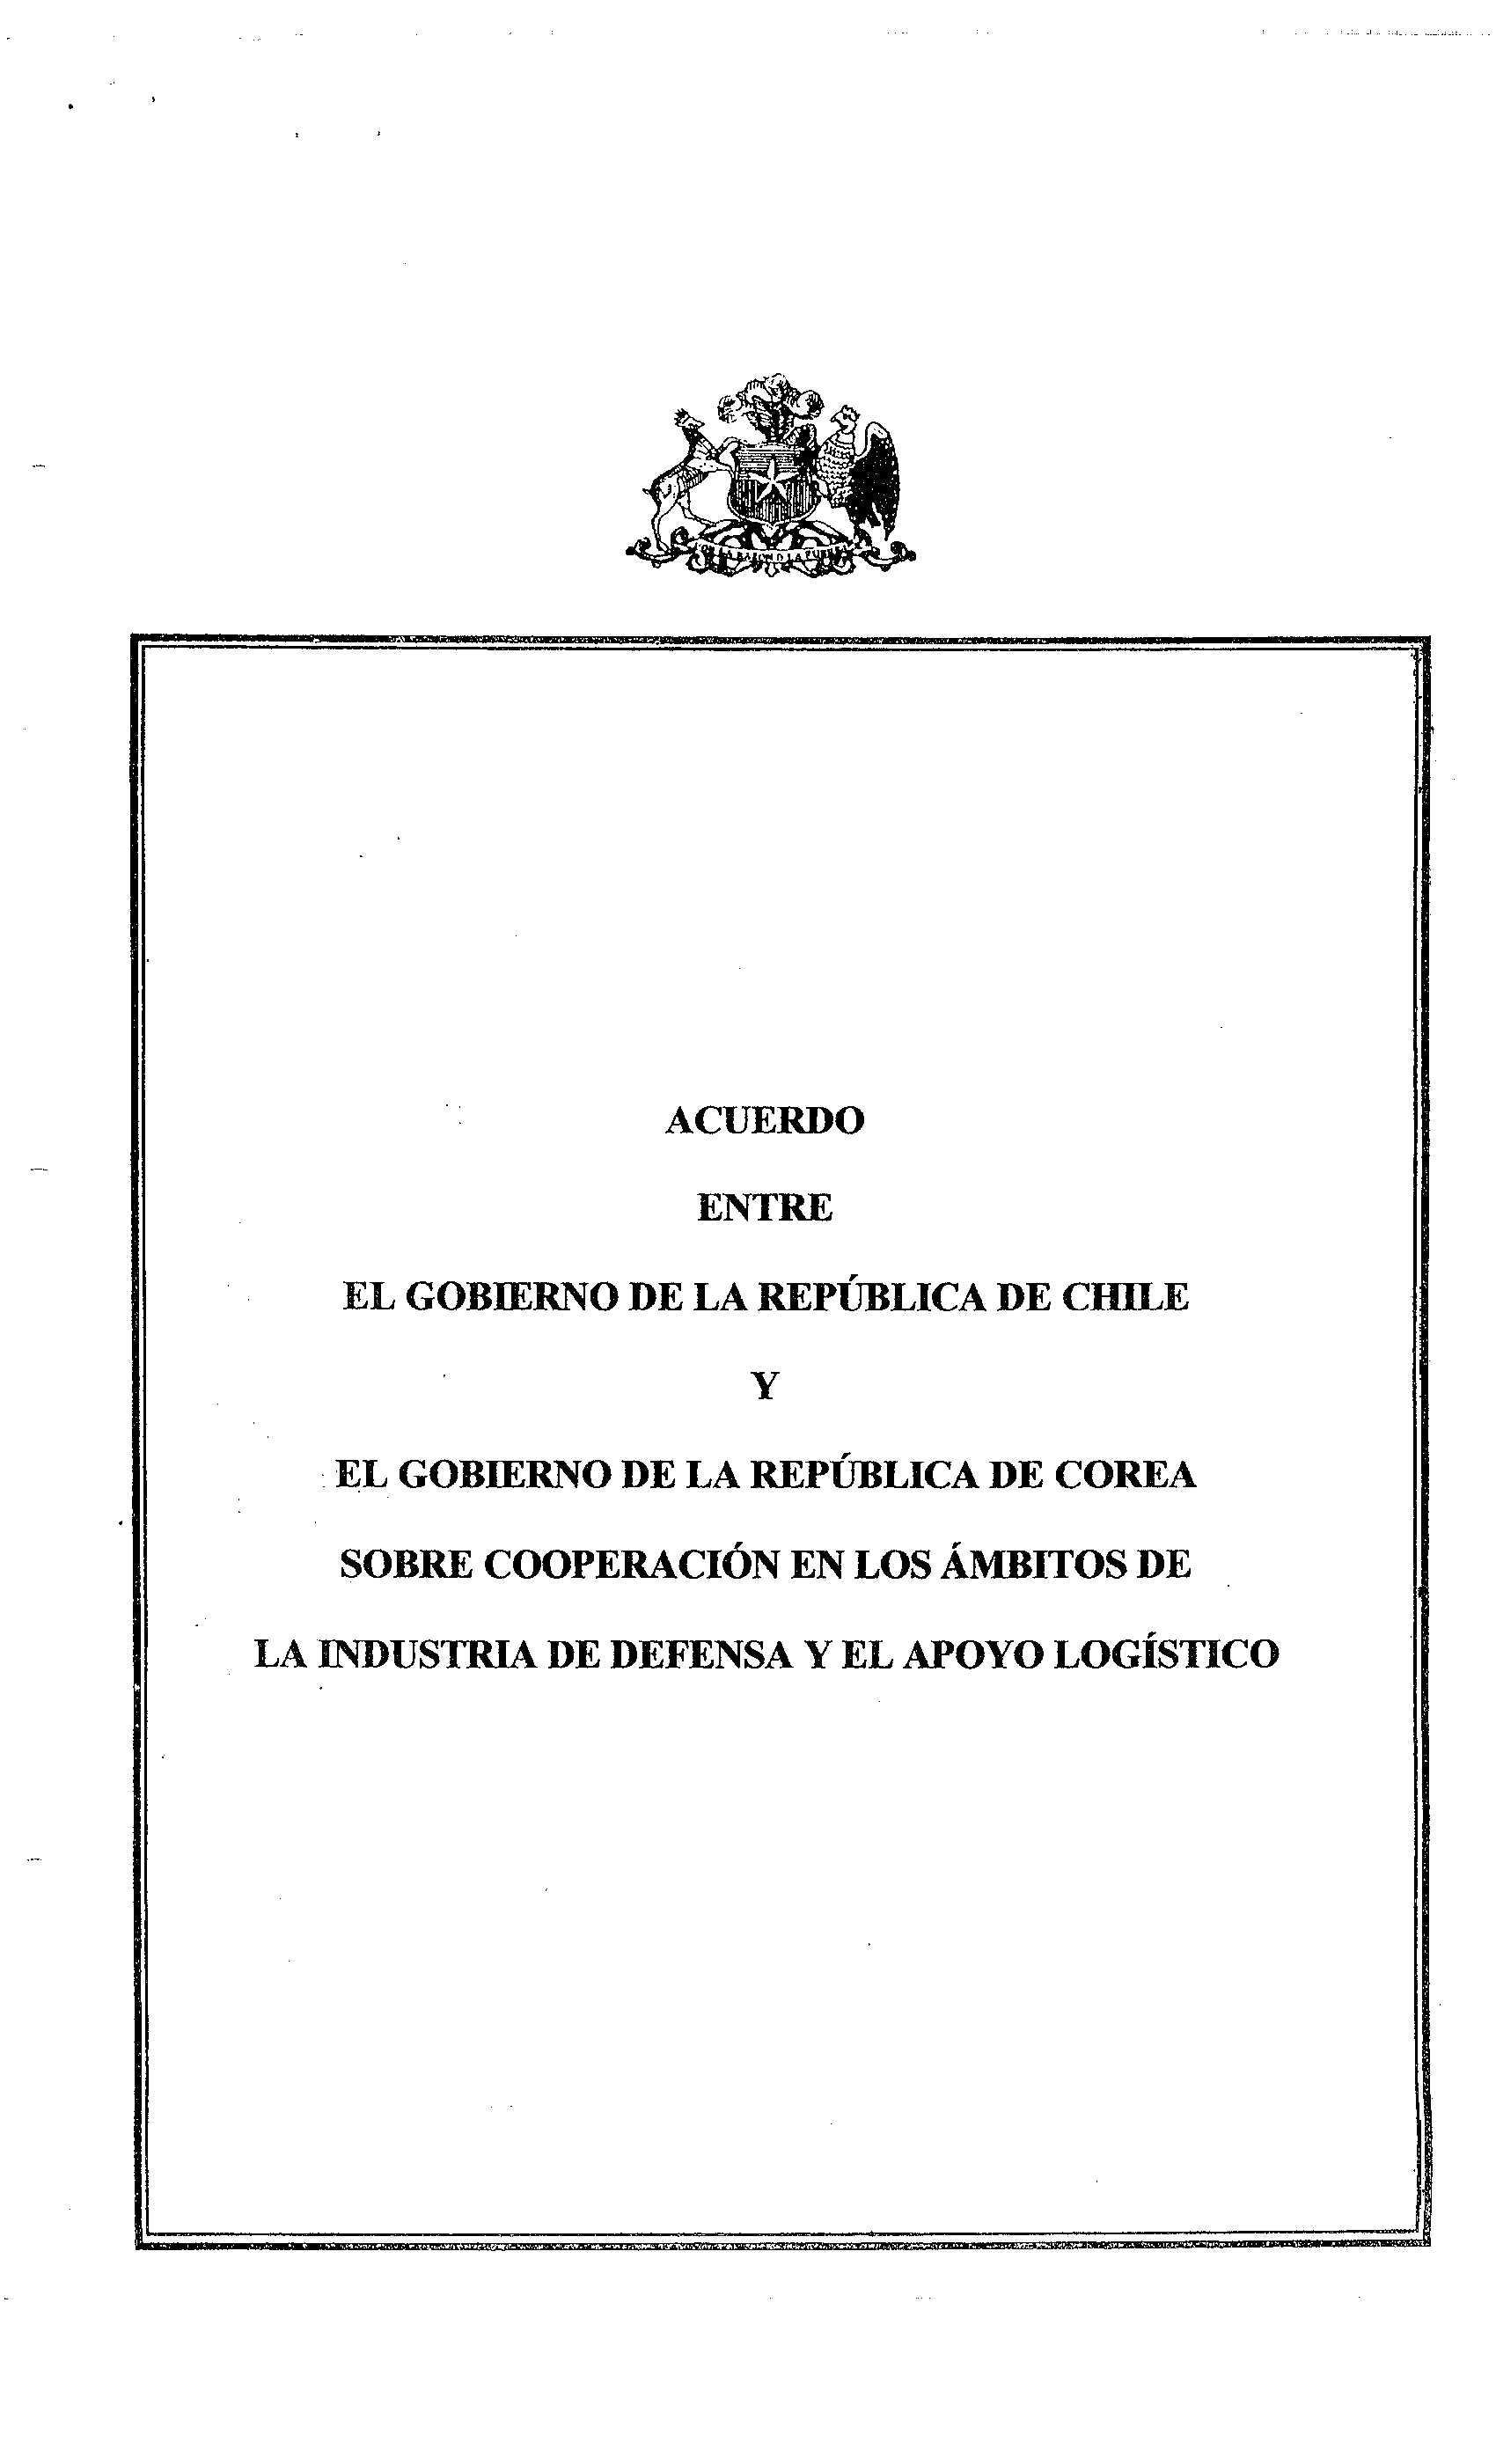 ACUERDO
ENTRE
EL GOBIERNO DE LA REPÚBLICA DE CHILE
Y
EL GOBIERNO DE LA REPÚBLICA DE COREA
SOBRE COOPERACIÓN EN LOS ÁMBITOS DE
LA INDUSTRIA DE DEFENSA Y EL APOYO LOGÍSTICO